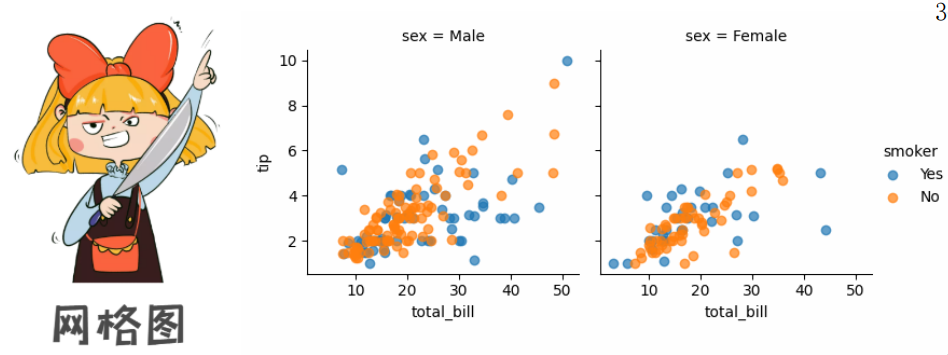 3
sex = Male
sex = Female
10
8
6
4
2
tip
10 20 30 40 50
10 20 30 40 50
total_bill
total_bill
smoker
Yes
No
网格图